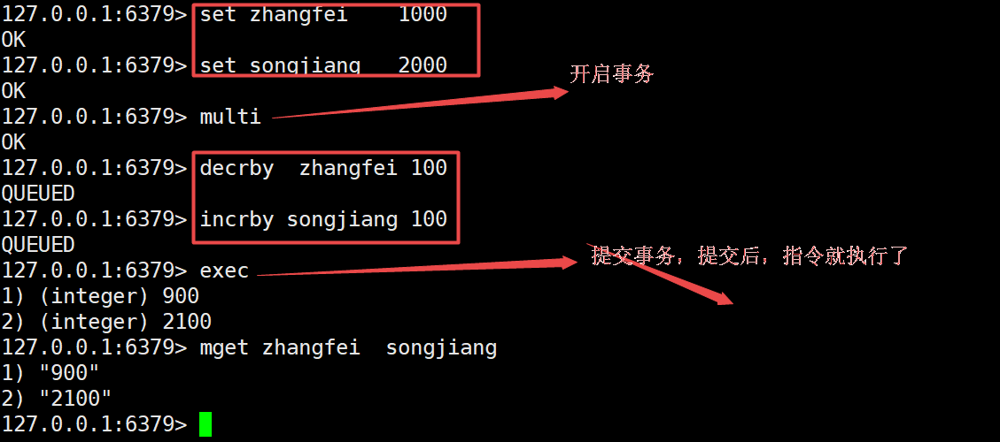 127.0.0.1:6379> set zhangfei    1000
OK
127.0.0.1:6379> set songjiang   2000
OK
开启事务
127.0.0.1:6379> multi
OK
127.0.0.1:6379> decrby  zhangfei 100
QUEUED
127.0.0.1:6379> incrby songjiang 100
QUEUED
提交事务，提交后，指令就执行了
127.0.0.1:6379> exec
1) (integer) 900
2) (integer) 2100
127.0.0.1:6379> mget zhangfei  songjiang
1) "900"
2) "2100"
127.0.0.1:6379>